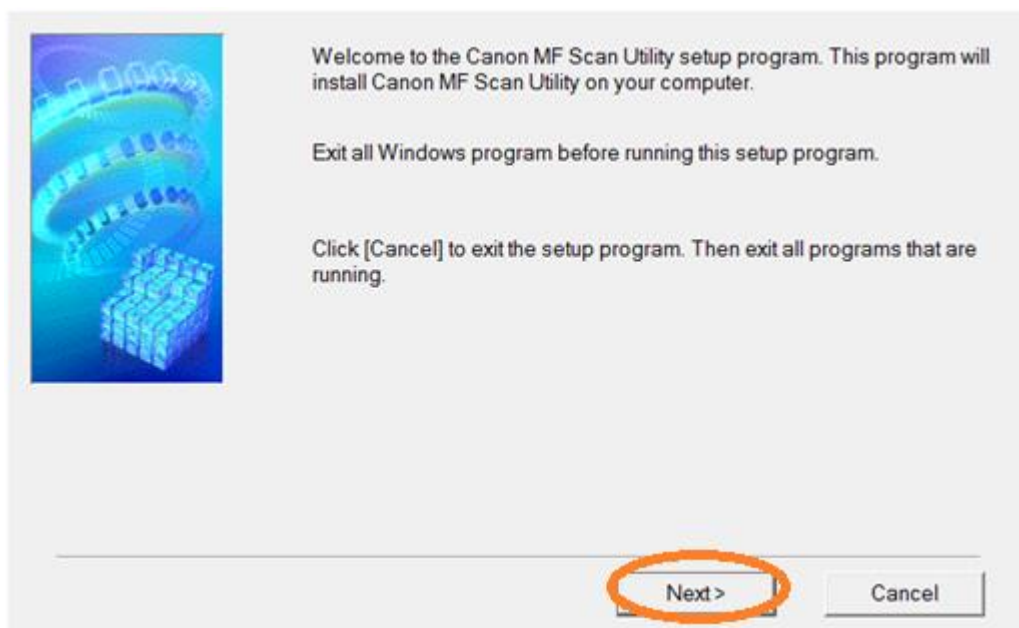 Welcome to the Canon MF Scan Utility setup program. This program will
install Canon MF Scan Utility on your computer.
Exit all Windows program before running this setup program.
Click [Cancel] to exit the setup program. Then exit all programs that are
running.
Next >
Cancel